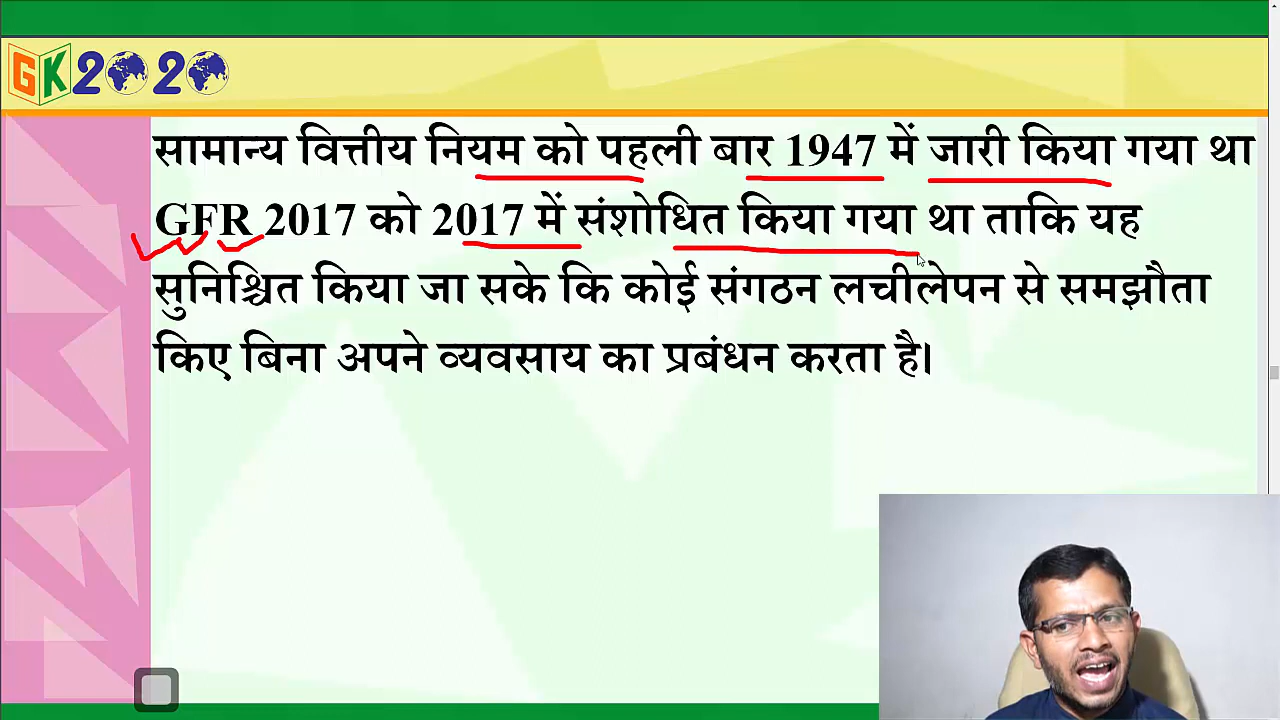 GK2020
सामान्य वित्तीय नियम को पहली बार 1947 में जारी किया गया था
GFR 2017 को 2017 में संशोधित किया गया था ताकि यह
सुनिश्चित किया जा सके कि कोई संगठन लचीलेपन से समझौता
किए बिना अपने व्यवसाय का प्रबंधन करता है।